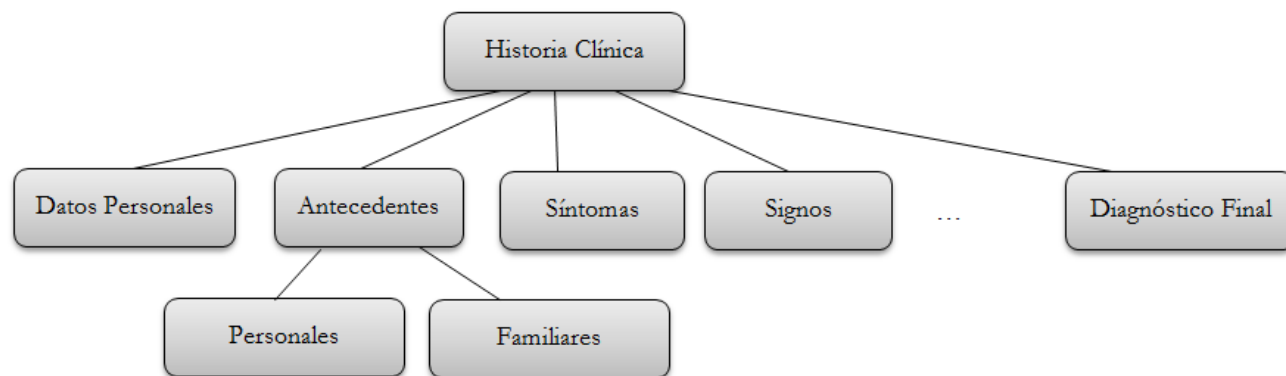 Historia Clínica
Datos Personales
Antecedentes
Síntomas
Signos
...
Diagnóstico Final
Personales
Familiares